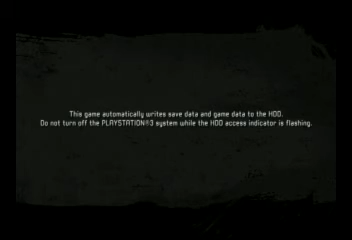 This game automatically writes save data and game data to the HDD.
Do not turn off the PLAYSTATION®3 system while the HDD access indicator is flashing.